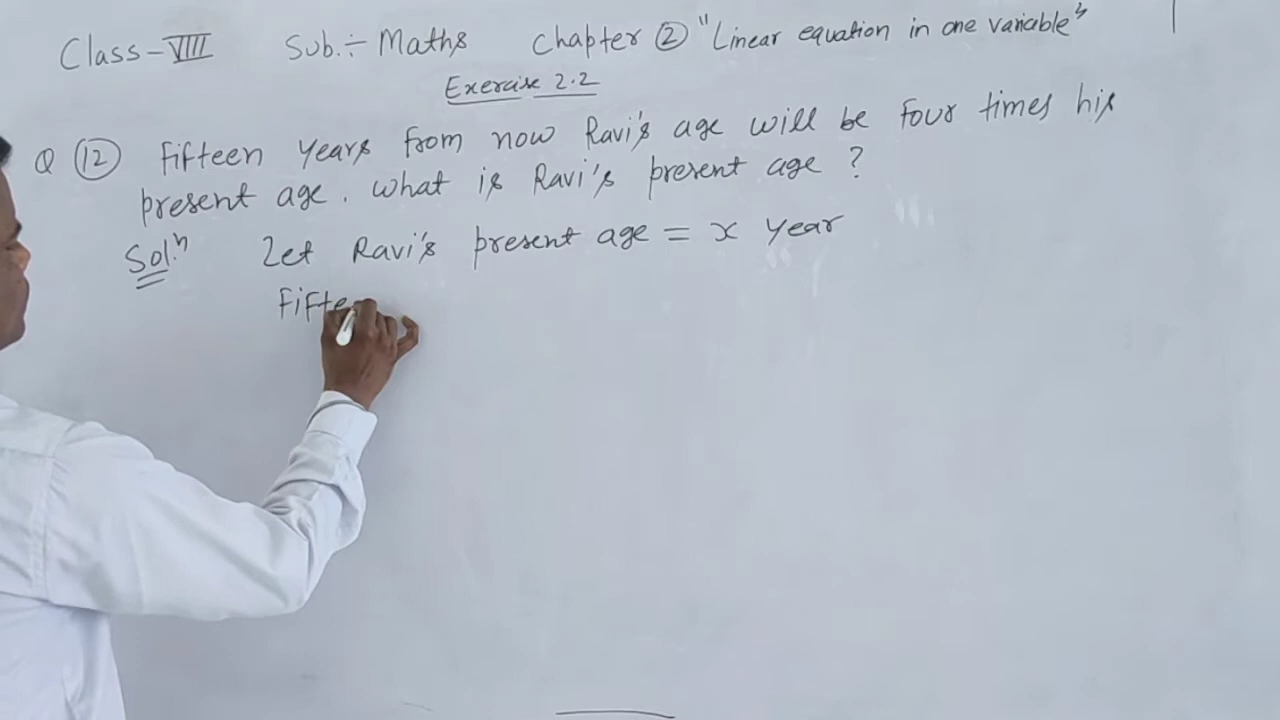 Class-VIII Sub.÷ Maths Chapter ② "Linear equation in one variable"
Exercise 2.2
Q ⑫ Fifteen years from now Ravi's age will be four times his
present age. What is Ravi's present age ?
Solⁿ Let Ravi's present age = x year
Fifte